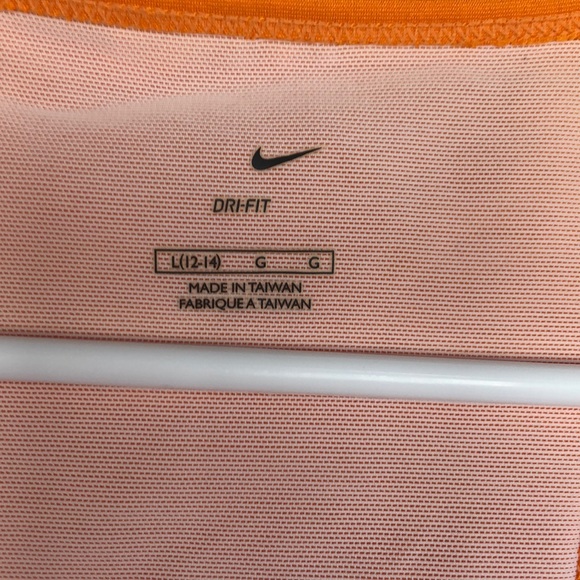 DRI-FIT
L(12-14) G G
MADE IN TAIWAN
FABRIQUE A TAIWAN